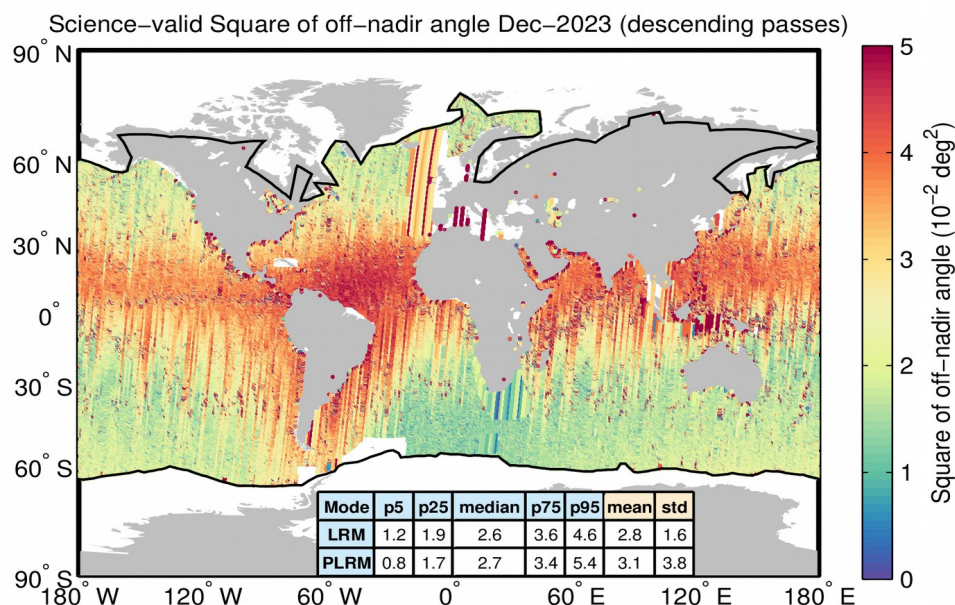 Science−valid Square of off−nadir angle Dec−2023 (descending passes)
90° N
60° N
30° N
0°
30° S
60° S
90° S
180° W
120° W
60° W
0°
60° E
120° E
180° E
Mode p5 p25 median p75 p95 mean std
LRM 1.2 1.9 2.6 3.6 4.6 2.8 1.6
PLRM 0.8 1.7 2.7 3.4 5.4 3.1 3.8
5
4
3
2
1
0
Square of off−nadir angle (10⁻² deg²)